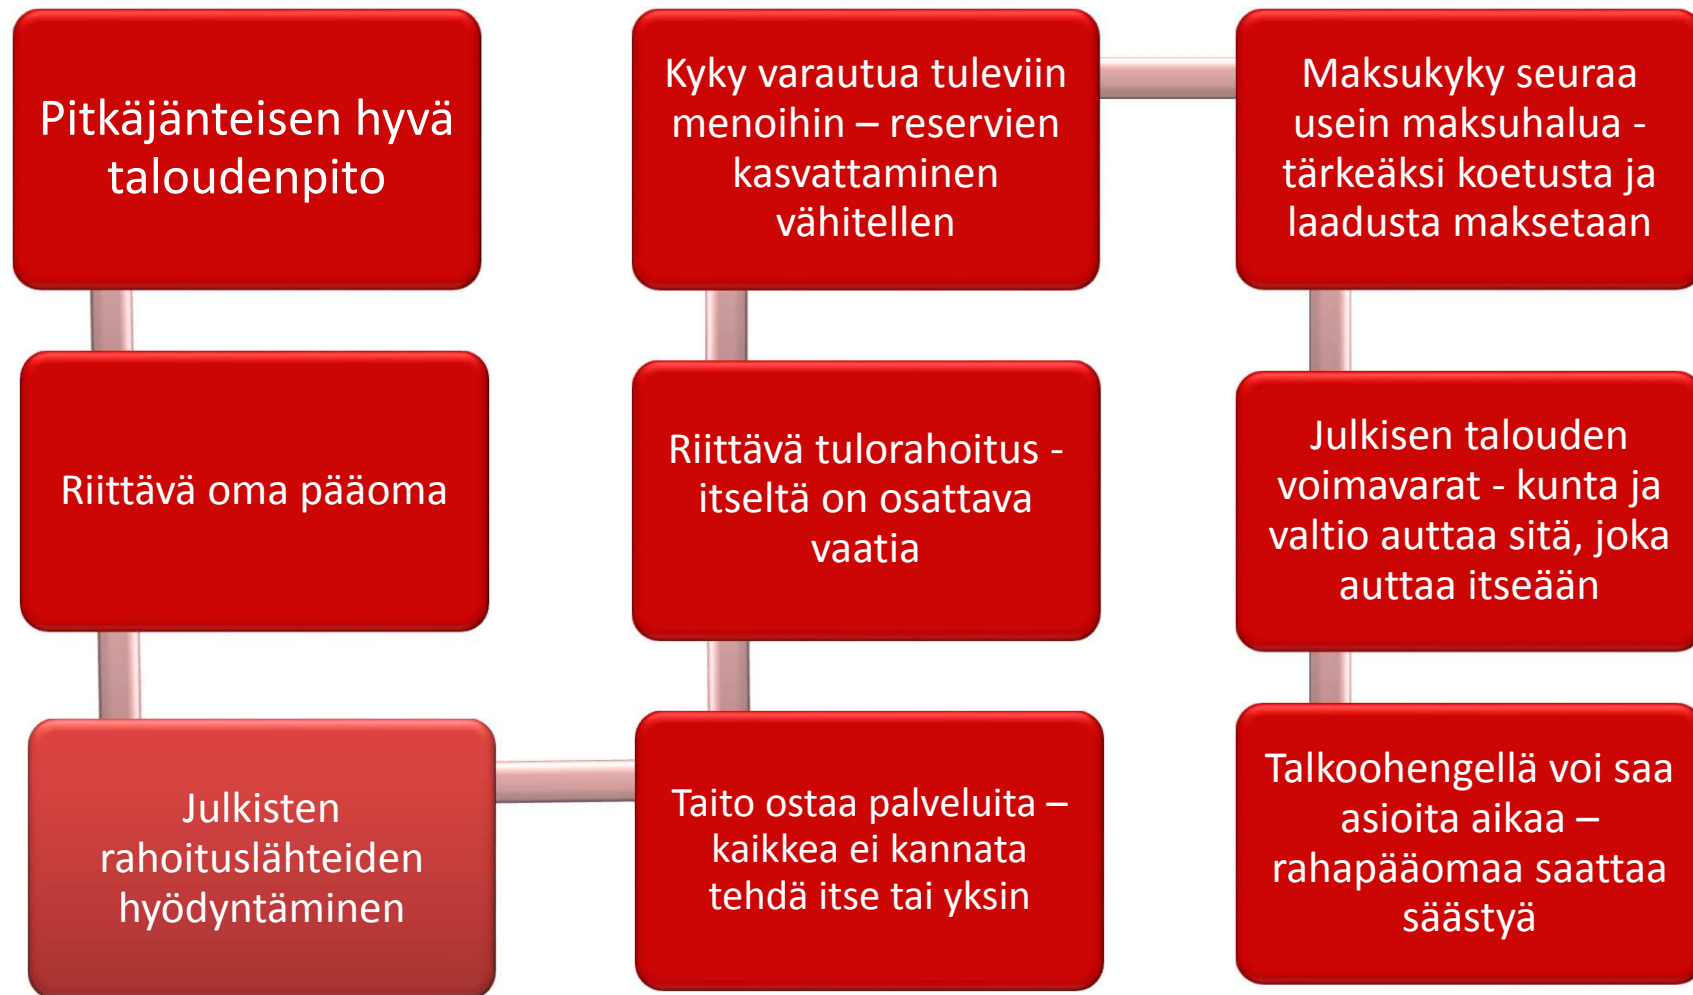 Pitkäjänteisen hyvä
taloudenpito
Riittävä oma pääoma
Julkisten
rahoituslähteiden
hyödyntäminen
Taito ostaa palveluita –
kaikkea ei kannata
tehdä itse tai yksin
Riittävä tulorahoitus -
itseltä on osattava
vaatia
Kyky varautua tuleviin
menoihin – reservien
kasvattaminen
vähitellen
Maksukyky seuraa
usein maksuhalua -
tärkeäksi koetusta ja
laadusta maksetaan
Julkisen talouden
voimavarat - kunta ja
valtio auttaa sitä, joka
auttaa itseään
Talkoohengellä voi saa
asioita aikaa –
rahapääomaa saattaa
säästyä